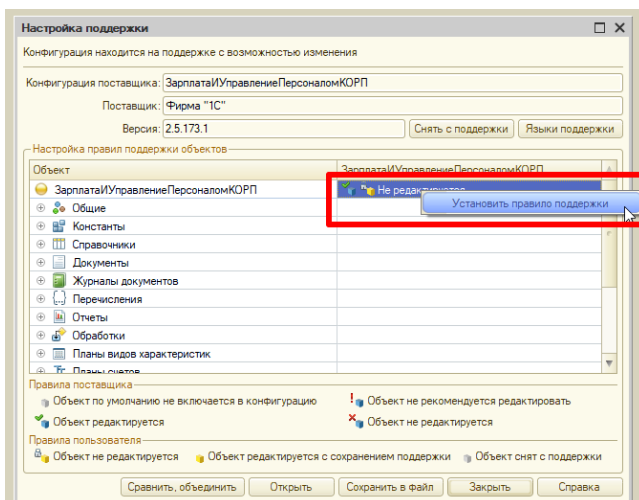 Настройка поддержки
Конфигурация находится на поддержке с возможностью изменения
Конфигурация поставщика: ЗарплатаИУправлениеПерсоналомКОРП
Поставщик: Фирма "1С"
Версия: 2.5.173.1 Снять с поддержки Языки поддержки
Настройка правил поддержки объектов
Объект ЗарплатаИУправлениеПерсоналомКОРП
ЗарплатаИУправлениеПерсоналомКОРП Не редактируется
Установить правило поддержки
Общие
Константы
Справочники
Документы
Журналы документов
Перечисления
Отчеты
Обработки
Планы видов характеристик
Планы счетов
Правила поставщика
Объект по умолчанию не включается в конфигурацию Объект не рекомендуется редактировать
Объект редактируется Объект не редактируется
Правила пользователя
Объект не редактируется Объект редактируется с сохранением поддержки Объект снят с поддержки
Сравнить, объединить Открыть Сохранить в файл Закрыть Справка